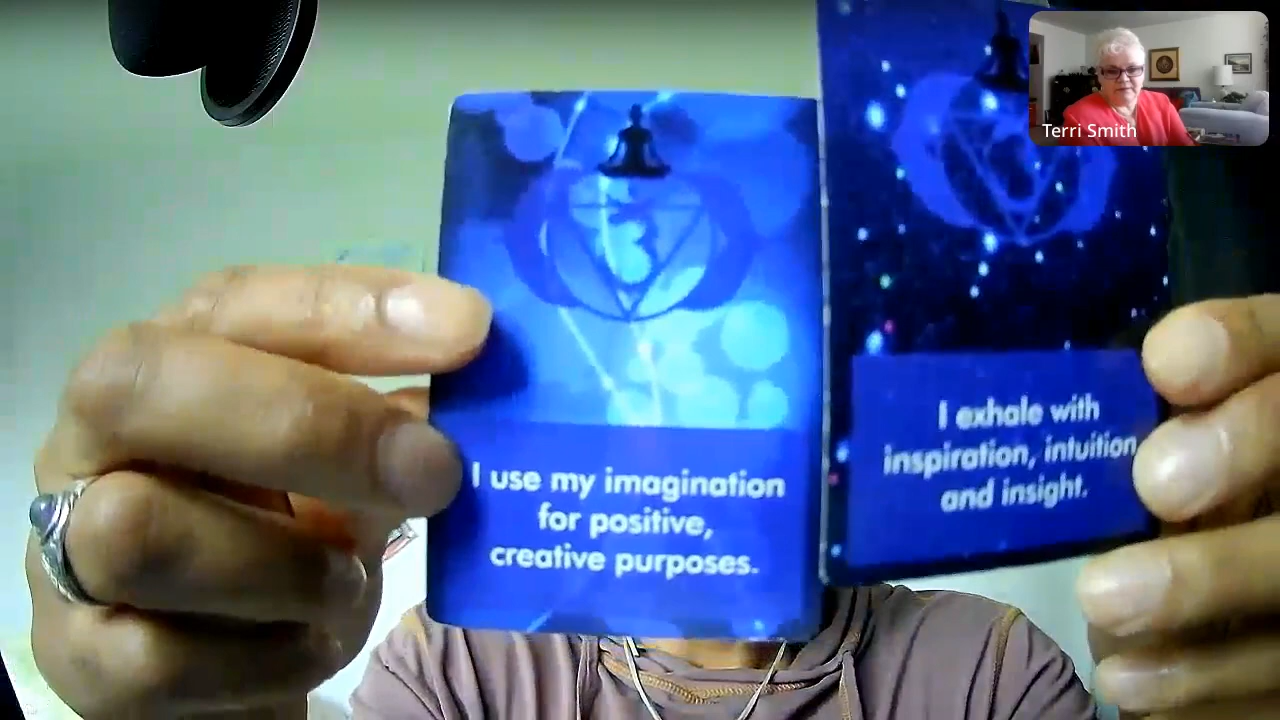 Terri Smith
I use my imagination
for positive,
creative purposes.
I exhale with
inspiration, intuition
and insight.